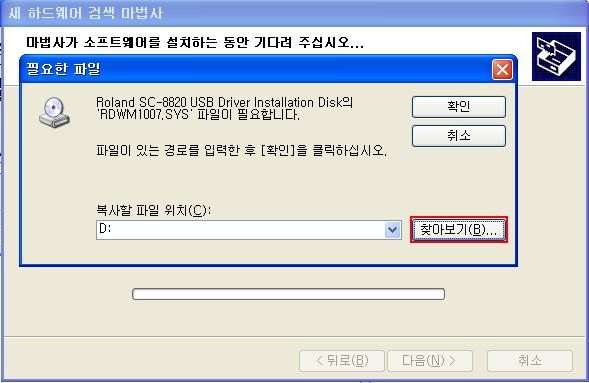 새 하드웨어 검색 마법사
마법사가 소프트웨어를 설치하는 동안 기다려 주십시오...
필요한 파일
Roland SC-8820 USB Driver Installation Disk의
'RDWM1007.SYS' 파일이 필요합니다.
확인
취소
파일이 있는 경로를 입력한 후 [확인]을 클릭하십시오.
복사할 파일 위치(C):
D:
찾아보기(B)...
< 뒤로(B)
다음(N) >
취소